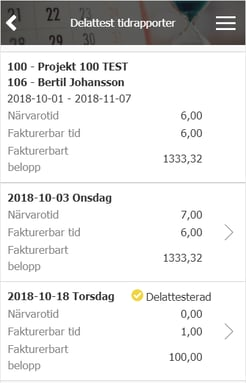 Delattest tidrapporter
100 - Projekt 100 TEST
106 - Bertil Johansson
2018-10-01 - 2018-11-07
Närvarotid 6,00
Fakturerbar tid 6,00
Fakturerbart
belopp 1333,32
2018-10-03 Onsdag
Närvarotid 7,00
Fakturerbar tid 6,00
Fakturerbart
belopp 1333,32
2018-10-18 Torsdag Delattesterad
Närvarotid 0,00
Fakturerbar tid 1,00
Fakturerbart
belopp 100,00